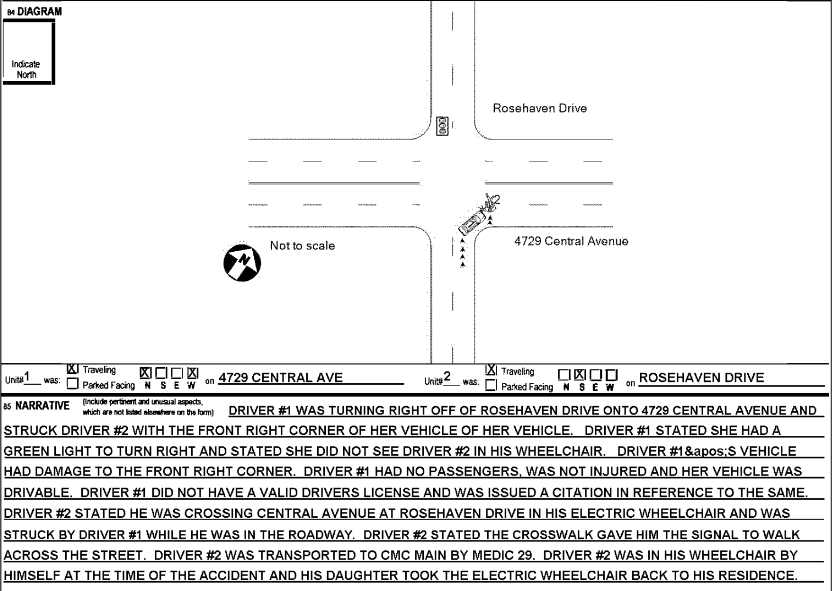 84 DIAGRAM
Indicate
North
Rosehaven Drive
4729 Central Avenue
Not to scale
N
Unit# 1 was: X Traveling Parked Facing X N S E X W on 4729 CENTRAL AVE
Unit# 2 was: X Traveling Parked Facing N X S E W on ROSEHAVEN DRIVE
85 NARRATIVE (Include pertinent and unusual aspects, which are not listed elsewhere on the form) DRIVER #1 WAS TURNING RIGHT OFF OF ROSEHAVEN DRIVE ONTO 4729 CENTRAL AVENUE AND
STRUCK DRIVER #2 WITH THE FRONT RIGHT CORNER OF HER VEHICLE OF HER VEHICLE. DRIVER #1 STATED SHE HAD A
GREEN LIGHT TO TURN RIGHT AND STATED SHE DID NOT SEE DRIVER #2 IN HIS WHEELCHAIR. DRIVER #1&apos;S VEHICLE
HAD DAMAGE TO THE FRONT RIGHT CORNER. DRIVER #1 HAD NO PASSENGERS, WAS NOT INJURED AND HER VEHICLE WAS
DRIVABLE. DRIVER #1 DID NOT HAVE A VALID DRIVERS LICENSE AND WAS ISSUED A CITATION IN REFERENCE TO THE SAME.
DRIVER #2 STATED HE WAS CROSSING CENTRAL AVENUE AT ROSEHAVEN DRIVE IN HIS ELECTRIC WHEELCHAIR AND WAS
STRUCK BY DRIVER #1 WHILE HE WAS IN THE ROADWAY. DRIVER #2 STATED THE CROSSWALK GAVE HIM THE SIGNAL TO WALK
ACROSS THE STREET. DRIVER #2 WAS TRANSPORTED TO CMC MAIN BY MEDIC 29. DRIVER #2 WAS IN HIS WHEELCHAIR BY
HIMSELF AT THE TIME OF THE ACCIDENT AND HIS DAUGHTER TOOK THE ELECTRIC WHEELCHAIR BACK TO HIS RESIDENCE.